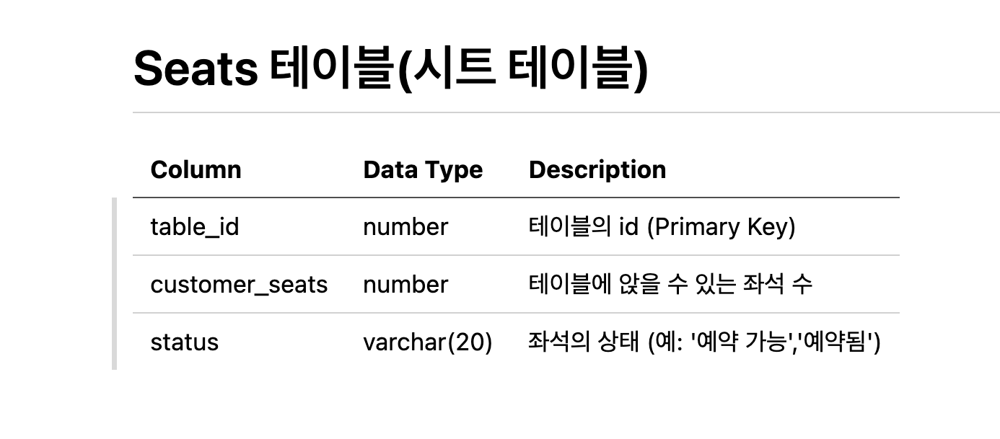 Seats 테이블(시트 테이블)
Column Data Type Description
table_id number 테이블의 id (Primary Key)
customer_seats number 테이블에 앉을 수 있는 좌석 수
status varchar(20) 좌석의 상태 (예: '예약 가능','예약됨')